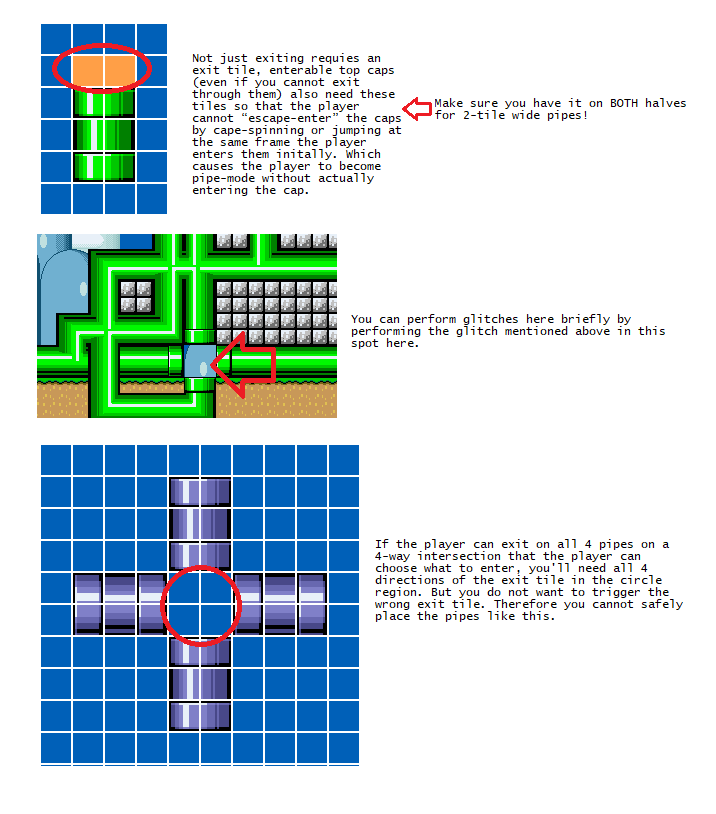 Not just exiting requies an
exit tile, enterable top caps
(even if you cannot exit
through them) also need these
tiles so that the player
cannot “escape-enter” the caps
by cape-spinning or jumping at
the same frame the player
enters them initally. Which
causes the player to become
pipe-mode without actually
entering the cap.
Make sure you have it on BOTH halves
for 2-tile wide pipes!
You can perform glitches here briefly by
performing the glitch mentioned above in this
spot here.
If the player can exit on all 4 pipes on a
4-way intersection that the player can
choose what to enter, you'll need all 4
directions of the exit tile in the circle
region. But you do not want to trigger the
wrong exit tile. Therefore you cannot safely
place the pipes like this.